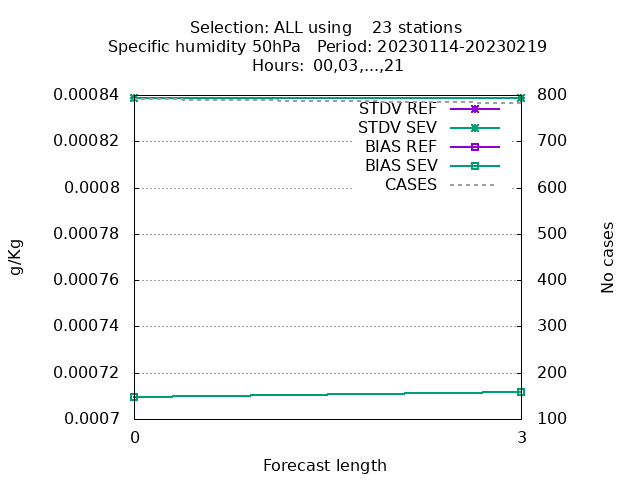 Selection: ALL using    23 stations
Specific humidity 50hPa   Period: 20230114-20230219
Hours:  00,03,...,21
0.00084
0.00082
0.0008
0.00078
0.00076
0.00074
0.00072
0.0007
g/Kg
STDV REF
STDV SEV
BIAS REF
BIAS SEV
CASES
800
700
600
500
400
300
200
100
No cases
0
3
Forecast length